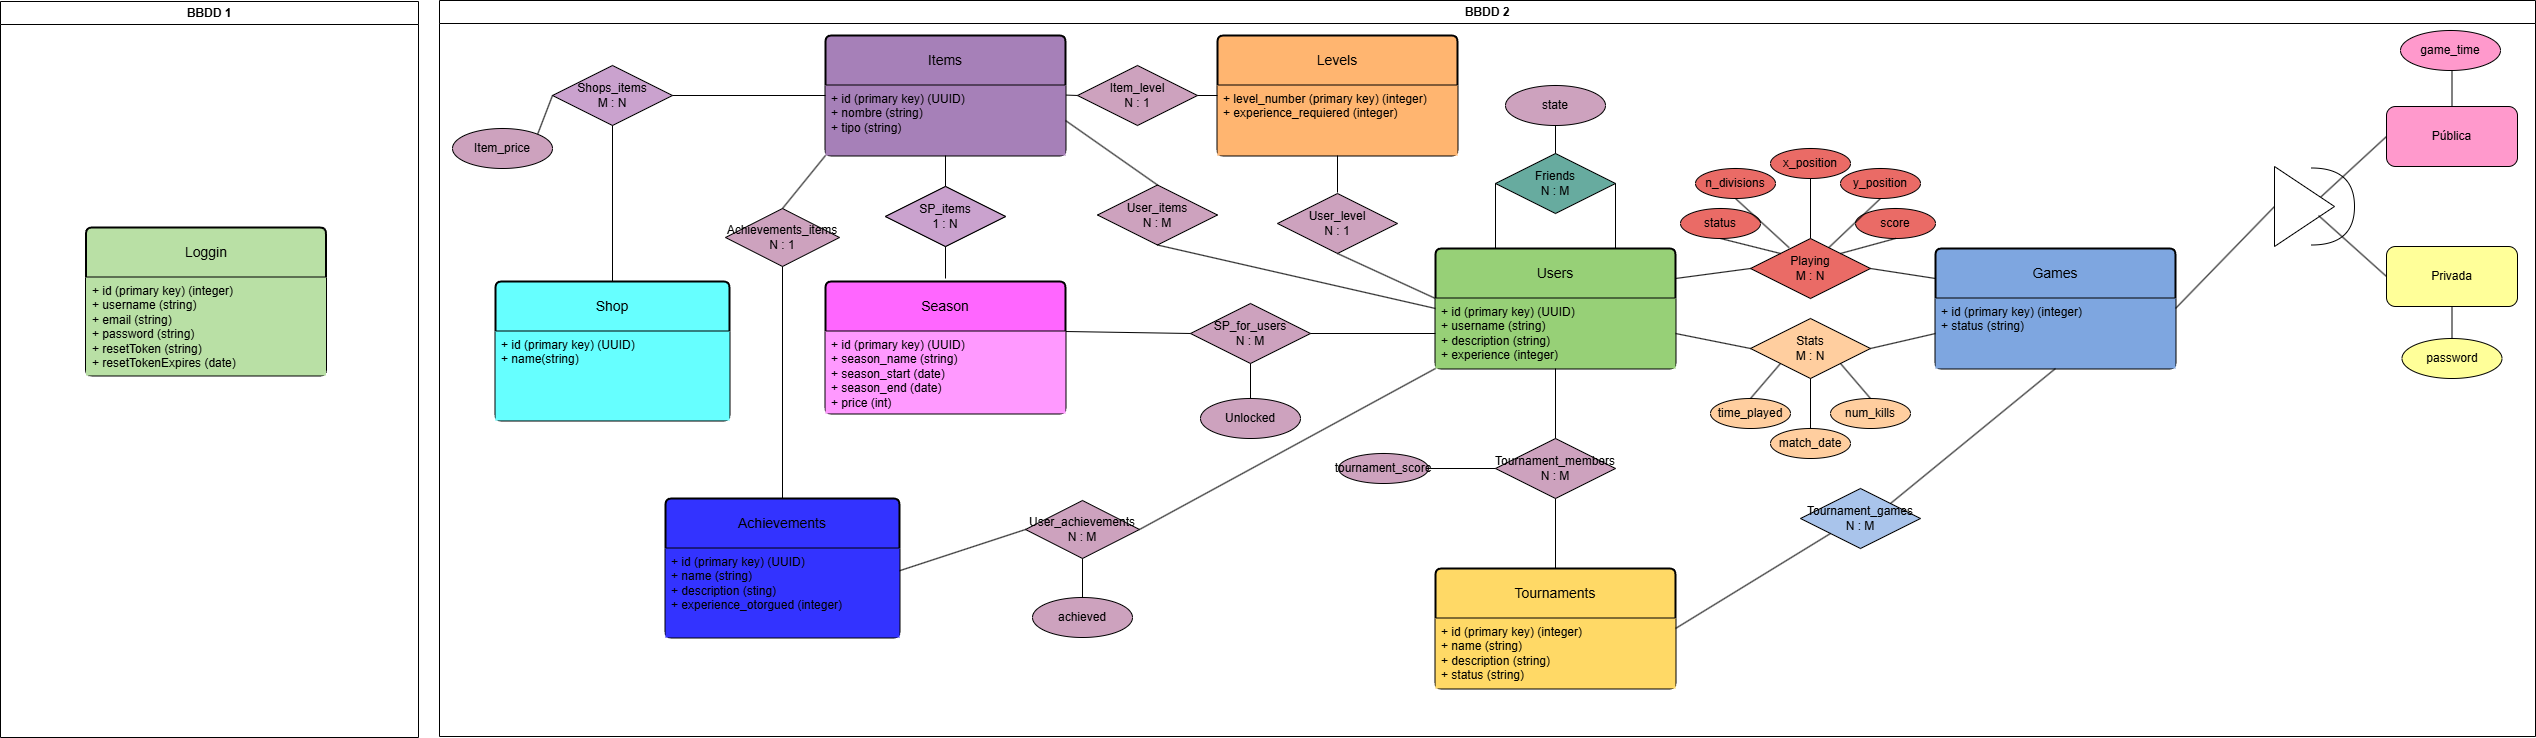 BBDD 1
Loggin
+ id (primary key) (integer)
+ username (string)
+ email (string)
+ password (string)
+ resetToken (string)
+ resetTokenExpires (date)
BBDD 2
Shops_items
M : N
Item_price
Items
+ id (primary key) (UUID)
+ nombre (string)
+ tipo (string)
Item_level
N : 1
Levels
+ level_number (primary key) (integer)
+ experience_requiered (integer)
Achievements_items
N : 1
SP_items
1 : N
User_items
N : M
User_level
N : 1
state
Friends
N : M
Shop
+ id (primary key) (UUID)
+ name(string)
Season
+ id (primary key) (UUID)
+ season_name (string)
+ season_start (date)
+ season_end (date)
+ price (int)
SP_for_users
N : M
Unlocked
Users
+ id (primary key) (UUID)
+ username (string)
+ description (string)
+ experience (integer)
status
n_divisions
x_position
y_position
score
Playing
M : N
Stats
M : N
time_played
match_date
num_kills
Games
+ id (primary key) (integer)
+ status (string)
game_time
Pública
Privada
password
Achievements
+ id (primary key) (UUID)
+ name (string)
+ description (sting)
+ experience_otorgued (integer)
User_achievements
N : M
achieved
tournament_score
Tournament_members
N : M
Tournament_games
N : M
Tournaments
+ id (primary key) (integer)
+ name (string)
+ description (string)
+ status (string)